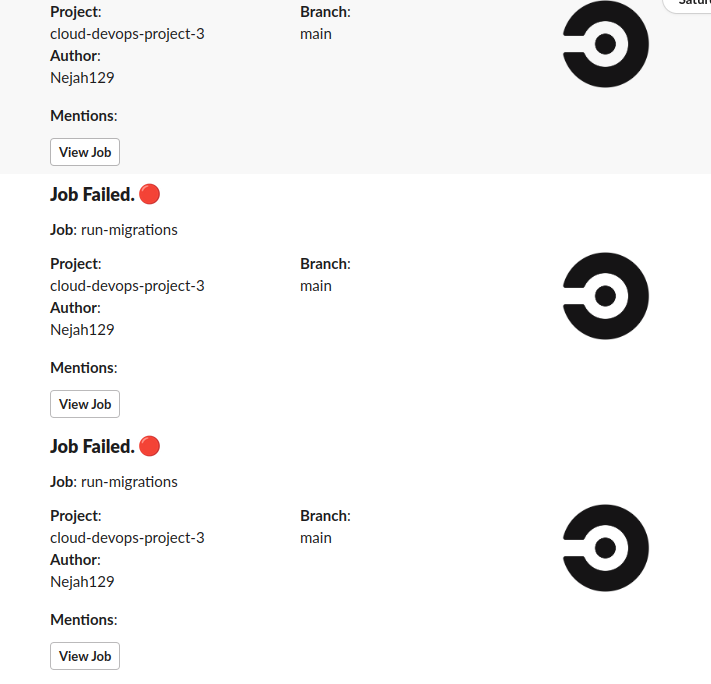 Project: Branch:
cloud-devops-project-3 main
Author:
Nejah129
Mentions:
View Job
Job Failed. 🔴
Job: run-migrations
Project: Branch:
cloud-devops-project-3 main
Author:
Nejah129
Mentions:
View Job
Job Failed. 🔴
Job: run-migrations
Project: Branch:
cloud-devops-project-3 main
Author:
Nejah129
Mentions:
View Job